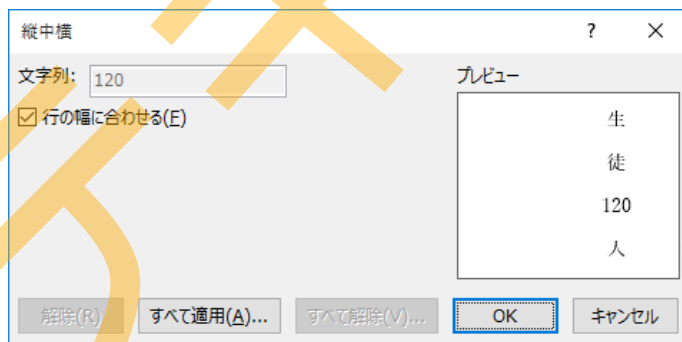 縦中横
? ×
文字列: 120
行の幅に合わせる(F)
プレビュー
生
徒
120
人
解除(R)
すべて適用(A)...
すべて解除(V)...
OK
キャンセル